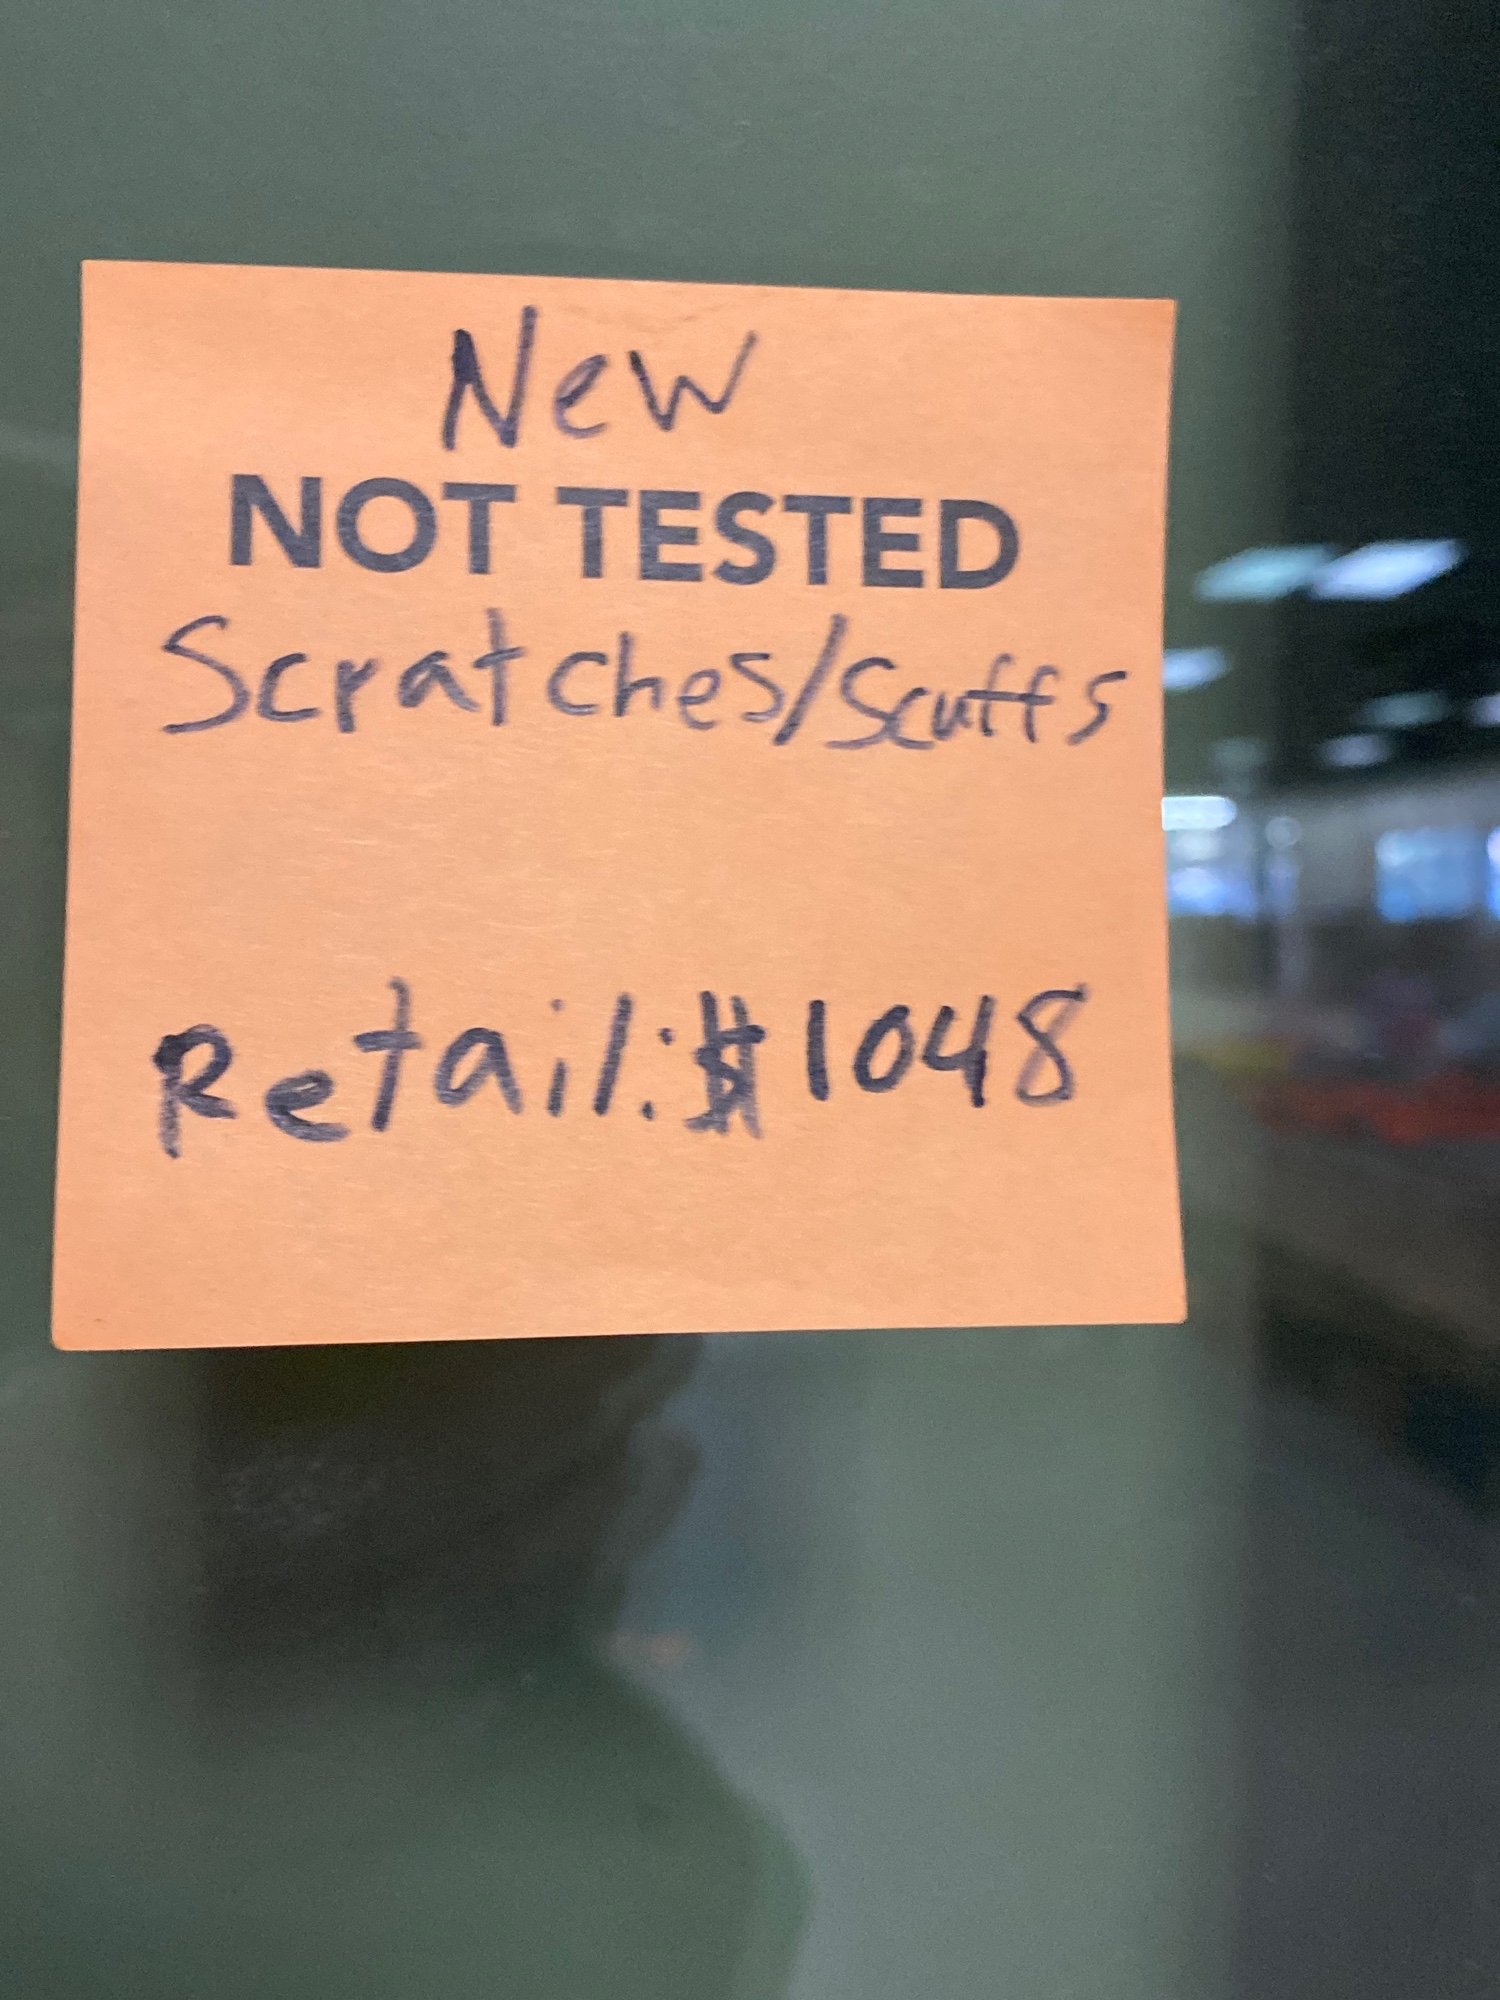 New
NOT TESTED
Scratches/Scuffs
Retail: $1048